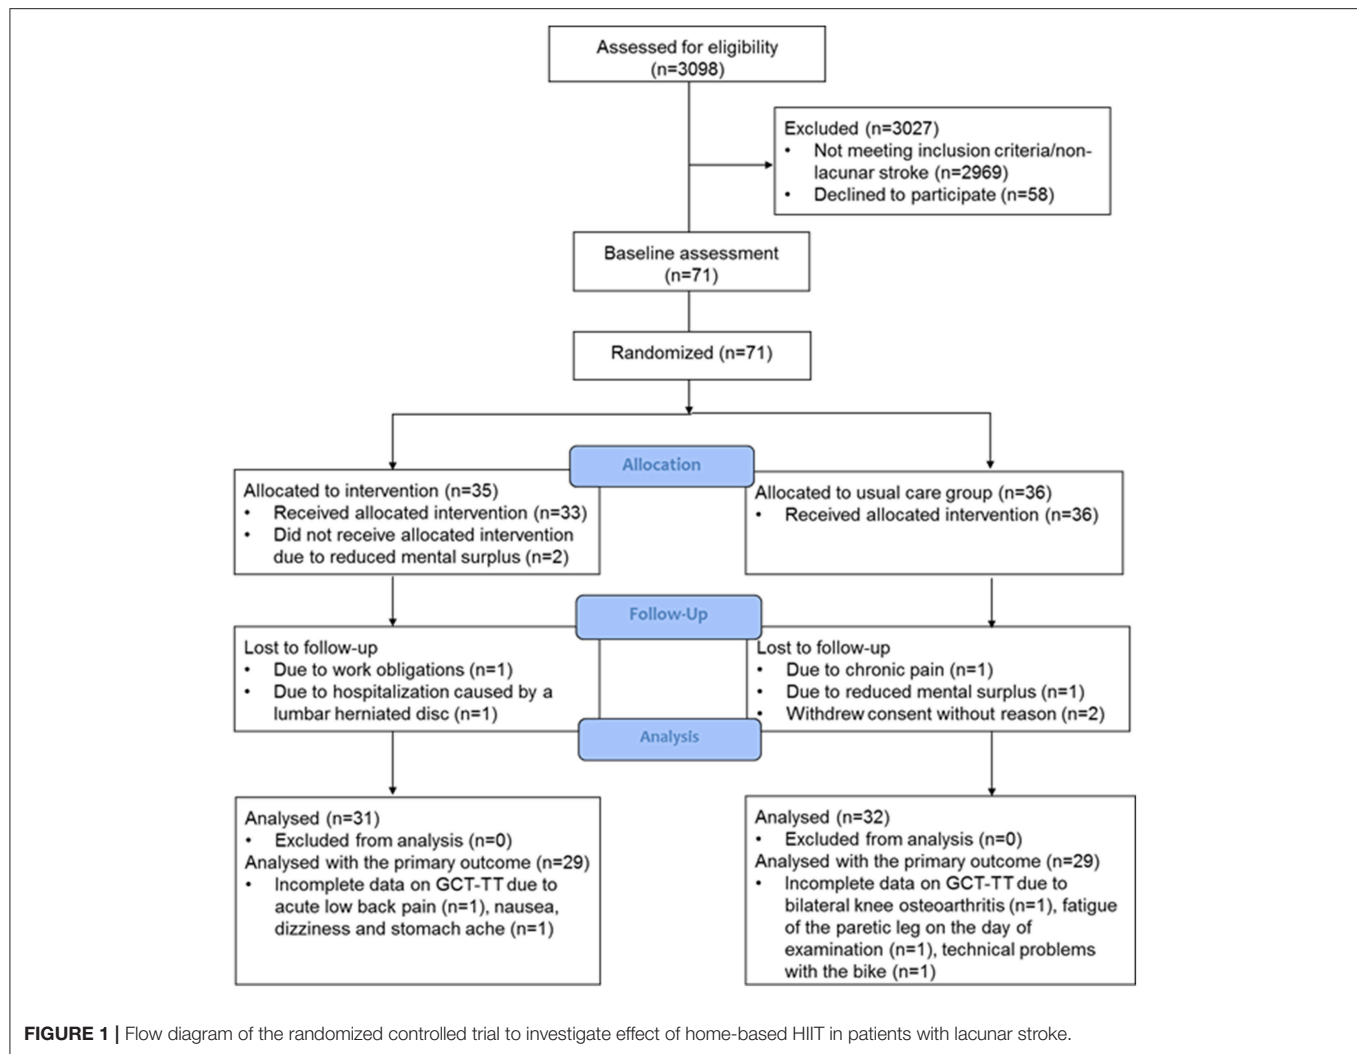 Assessed for eligibility
(n=3098)
Excluded (n=3027)
• Not meeting inclusion criteria/non-
lacunar stroke (n=2969)
• Declined to participate (n=58)
Baseline assessment
(n=71)
Randomized (n=71)
Allocation
Allocated to intervention (n=35)
• Received allocated intervention (n=33)
• Did not receive allocated intervention
due to reduced mental surplus (n=2)
Allocated to usual care group (n=36)
• Received allocated intervention (n=36)
Follow-Up
Lost to follow-up
• Due to work obligations (n=1)
• Due to hospitalization caused by a
lumbar herniated disc (n=1)
Lost to follow-up
• Due to chronic pain (n=1)
• Due to reduced mental surplus (n=1)
• Withdrew consent without reason (n=2)
Analysis
Analysed (n=31)
• Excluded from analysis (n=0)
Analysed with the primary outcome (n=29)
• Incomplete data on GCT-TT due to
acute low back pain (n=1), nausea,
dizziness and stomach ache (n=1)
Analysed (n=32)
• Excluded from analysis (n=0)
Analysed with the primary outcome (n=29)
• Incomplete data on GCT-TT due to
bilateral knee osteoarthritis (n=1), fatigue
of the paretic leg on the day of
examination (n=1), technical problems
with the bike (n=1)
FIGURE 1 | Flow diagram of the randomized controlled trial to investigate effect of home-based HIIT in patients with lacunar stroke.